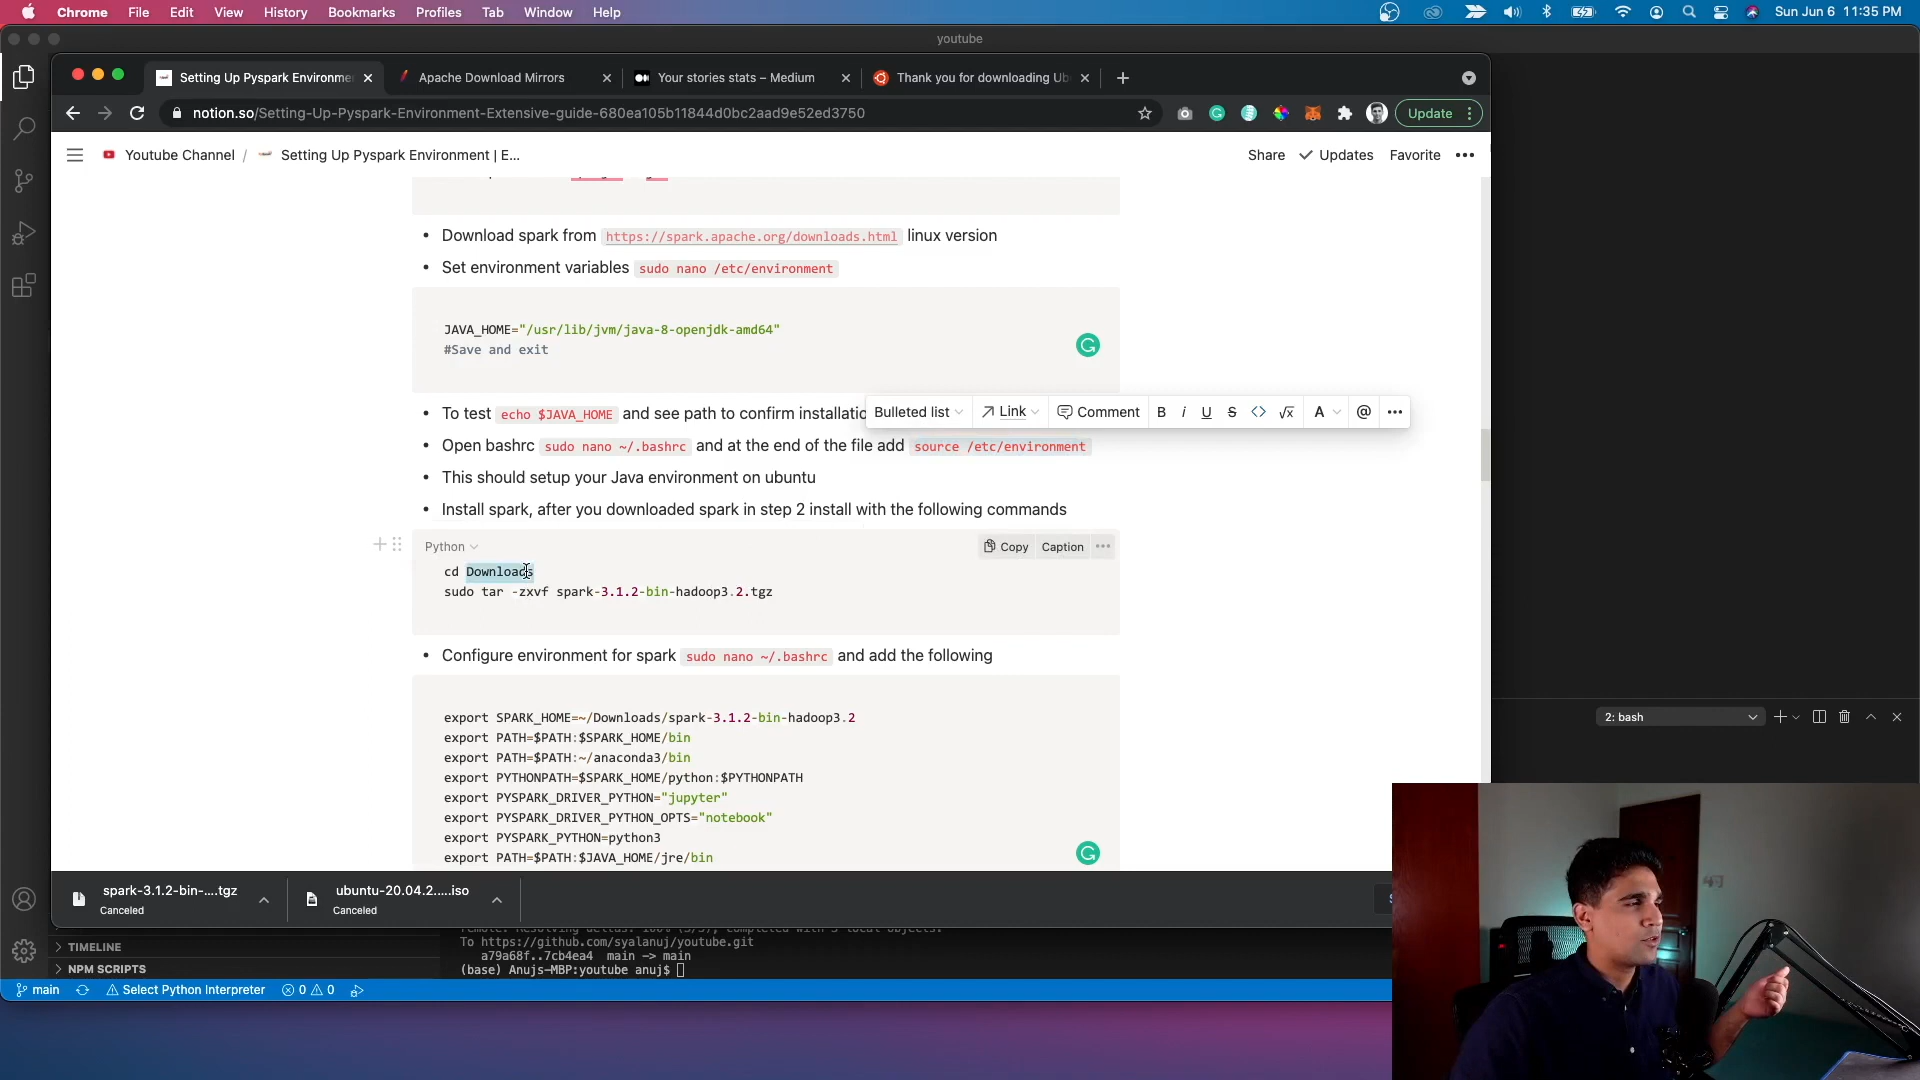 Chrome File Edit View History Bookmarks Profiles Tab Window Help Sun Jun 6 11:35 PM
youtube
Setting Up Pyspark Environme Apache Download Mirrors Your stories stats – Medium Thank you for downloading Ub
notion.so/Setting-Up-Pyspark-Environment-Extensive-guide-680ea105b11844d0bc2aad9e52ed3750 Update
Youtube Channel / Setting Up Pyspark Environment | E... Share Updates Favorite
• Download spark from https://spark.apache.org/downloads.html linux version
• Set environment variables sudo nano /etc/environment
JAVA_HOME="/usr/lib/jvm/java-8-openjdk-amd64"
#Save and exit
• To test echo $JAVA_HOME and see path to confirm installatio
Bulleted list Link Comment B i U S <> √x A @ •••
• Open bashrc sudo nano ~/.bashrc and at the end of the file add source /etc/environment
• This should setup your Java environment on ubuntu
• Install spark, after you downloaded spark in step 2 install with the following commands
Python Copy Caption
cd Downloads
sudo tar -zxvf spark-3.1.2-bin-hadoop3.2.tgz
• Configure environment for spark sudo nano ~/.bashrc and add the following
export SPARK_HOME=~/Downloads/spark-3.1.2-bin-hadoop3.2
export PATH=$PATH:$SPARK_HOME/bin
export PATH=$PATH:~/anaconda3/bin
export PYTHONPATH=$SPARK_HOME/python:$PYTHONPATH
export PYSPARK_DRIVER_PYTHON="jupyter"
export PYSPARK_DRIVER_PYTHON_OPTS="notebook"
export PYSPARK_PYTHON=python3
export PATH=$PATH:$JAVA_HOME/jre/bin
2: bash
spark-3.1.2-bin-....tgz
Canceled
ubuntu-20.04.2.....iso
Canceled
To https://github.com/syalanuj/youtube.git
a79a68f..7cb4ea4 main -> main
(base) Anujs-MBP:youtube anuj$
TIMELINE
NPM SCRIPTS
main Select Python Interpreter 0 0